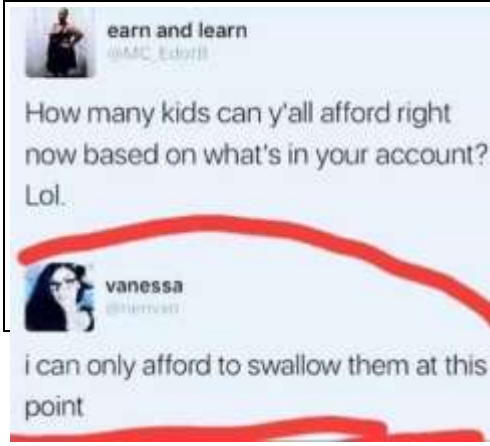 earn and learn
How many kids can y'all afford right
now based on what's in your account?
Lol.
vanessa
i can only afford to swallow them at this
point